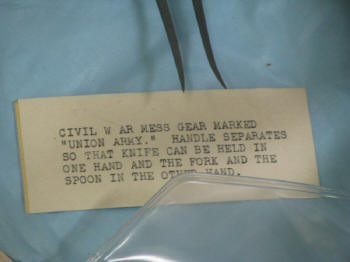 CIVIL W AR MESS GEAR MARKED
"UNION ARMY." HANDLE SEPARATES
SO THAT KNIFE CAN BE HELD IN
ONE HAND AND THE FORK AND THE
SPOON IN THE OTHER HAND.